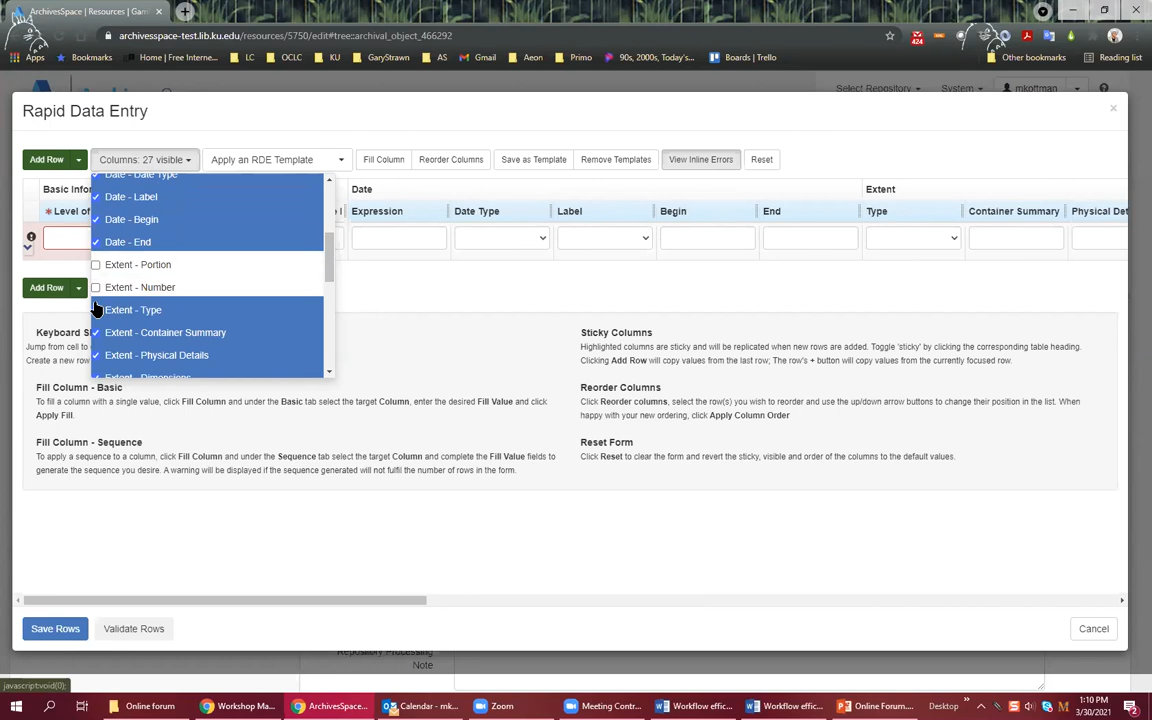 ArchivesSpace | Resources | Gam
archivesspace-test.lib.ku.edu/resources/5750/edit#tree::archival_object_466292
424
Apps Bookmarks Home | Free Interne... LC OCLC KU GaryStrawn AS Gmail Aeon Primo 90s, 2000s, Today's... Boards | Trello Other bookmarks Reading list
Select Repository System mkottman
Rapid Data Entry ×
Add Row Columns: 27 visible Apply an RDE Template Fill Column Reorder Columns Save as Template Remove Templates View Inline Errors Reset
Date - Date Type
Basic Date Extent
Date - Label
Level of Expression Date Type Label Begin End Type Container Summary Physical
Date - Begin
Date - End
Extent - Portion
Add Row Extent - Number
Extent - Type
Extent - Container Summary
Extent - Physical Details
Extent - Dimensions
Keyboard
Jump from cell to
Create a new row
Fill Column - Basic
To fill a column with a single value, click Fill Column and under the Basic tab select the target Column, enter the desired Fill Value and click
Apply Fill.
Fill Column - Sequence
To apply a sequence to a column, click Fill Column and under the Sequence tab select the target Column and complete the Fill Value fields to
generate the sequence you desire. A warning will be displayed if the sequence generated will not fulfil the number of rows in the form.
Sticky Columns
Highlighted columns are sticky and will be replicated when new rows are added. Toggle 'sticky' by clicking the corresponding table heading.
Clicking Add Row will copy values from the last row; The row's + button will copy values from the currently focused row.
Reorder Columns
Click Reorder columns, select the row(s) you wish to reorder and use the up/down arrow buttons to change their position in the list. When
happy with your new ordering, click Apply Column Order
Reset Form
Click Reset to clear the form and revert the sticky, visible and order of the columns to the default values.
Save Rows Validate Rows Cancel
Repository Processing
Note
javascript:void(0);
Online forum Workshop Ma... ArchivesSpace... Calendar - mk... Zoom Meeting Contr... Workflow effic... Workflow effic... Online Forum.... Desktop 1:10 PM
3/30/2021
2